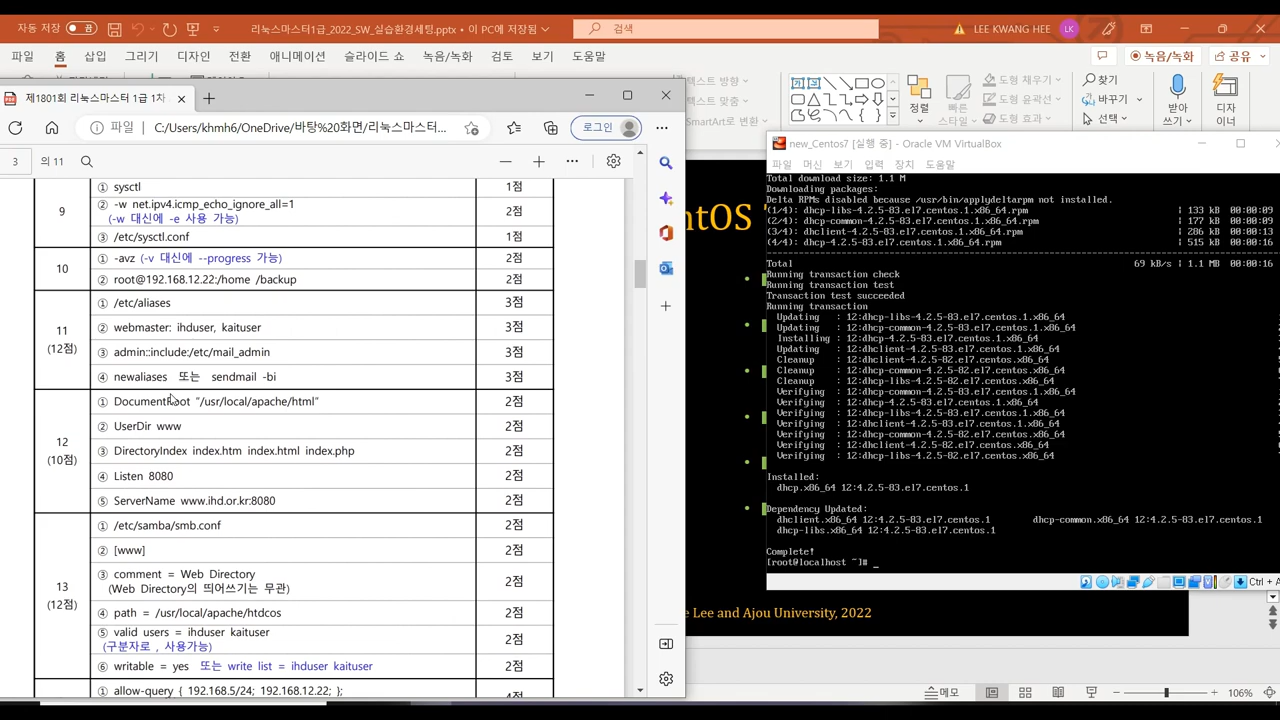 자동 저장
리눅스마스터1급_2022_SW_실습환경세팅.pptx • 이 PC에 저장됨
검색
LEE KWANG HEE
LK
파일 홈 삽입 그리기 디자인 전환 애니메이션 슬라이드 쇼 녹음/녹화 검토 보기 도움말
녹음/녹화
공유
텍스트 방향
텍스트 맞춤
SmartArt로 변환
정렬
빠른
스타일
도형 채우기
도형 윤곽선
도형 효과
찾기
바꾸기
선택
받아
쓰기
디자
이너
제1801회 리눅스마스터 1급 1차
파일
C:/Users/khmh6/OneDrive/바탕%20화면/리눅스마스터...
로그인
3 의 11
9
① sysctl 1점
② -w net.ipv4.icmp_echo_ignore_all=1
(-w 대신에 -e 사용 가능) 2점
③ /etc/sysctl.conf 1점
10
① -avz (-v 대신에 --progress 가능) 2점
② root@192.168.12.22:/home /backup 2점
11
(12점)
① /etc/aliases 3점
② webmaster: ihduser, kaituser 3점
③ admin::include:/etc/mail_admin 3점
④ newaliases 또는 sendmail -bi 3점
12
(10점)
① DocumentRoot "/usr/local/apache/html" 2점
② UserDir www 2점
③ DirectoryIndex index.htm index.html index.php 2점
④ Listen 8080 2점
⑤ ServerName www.ihd.or.kr:8080 2점
13
(12점)
① /etc/samba/smb.conf 2점
② [www] 2점
③ comment = Web Directory
(Web Directory의 띄어쓰기는 무관) 2점
④ path = /usr/local/apache/htdcos 2점
⑤ valid users = ihduser kaituser
(구분자로 , 사용가능) 2점
⑥ writable = yes 또는 write list = ihduser kaituser 2점
① allow-query { 192.168.5/24; 192.168.12.22; }; 4점
ntOS
new_Centos7 [실행 중] - Oracle VM VirtualBox
파일 머신 보기 입력 장치 도움말
Total download size: 1.1 M
Downloading packages:
Delta RPMs disabled because /usr/bin/applydeltarpm not installed.
(1/4): dhcp-libs-4.2.5-83.el7.centos.1.x86_64.rpm | 133 kB 00:00:09
(2/4): dhcp-common-4.2.5-83.el7.centos.1.x86_64.rpm | 177 kB 00:00:09
(3/4): dhclient-4.2.5-83.el7.centos.1.x86_64.rpm | 286 kB 00:00:13
(4/4): dhcp-4.2.5-83.el7.centos.1.x86_64.rpm | 515 kB 00:00:16
Total 69 kB/s | 1.1 MB 00:00:16
Running transaction check
Running transaction test
Transaction test succeeded
Running transaction
Updating : 12:dhcp-libs-4.2.5-83.el7.centos.1.x86_64
Updating : 12:dhcp-common-4.2.5-83.el7.centos.1.x86_64
Installing : 12:dhcp-4.2.5-83.el7.centos.1.x86_64
Updating : 12:dhclient-4.2.5-83.el7.centos.1.x86_64
Cleanup : 12:dhclient-4.2.5-82.el7.centos.x86_64
Cleanup : 12:dhcp-common-4.2.5-82.el7.centos.x86_64
Cleanup : 12:dhcp-libs-4.2.5-82.el7.centos.x86_64
Verifying : 12:dhcp-common-4.2.5-83.el7.centos.1.x86_64
Verifying : 12:dhcp-4.2.5-83.el7.centos.1.x86_64
Verifying : 12:dhcp-libs-4.2.5-83.el7.centos.1.x86_64
Verifying : 12:dhclient-4.2.5-83.el7.centos.1.x86_64
Verifying : 12:dhcp-common-4.2.5-82.el7.centos.x86_64
Verifying : 12:dhclient-4.2.5-82.el7.centos.x86_64
Verifying : 12:dhcp-libs-4.2.5-82.el7.centos.x86_64
Installed:
dhcp.x86_64 12:4.2.5-83.el7.centos.1
Dependency Updated:
dhclient.x86_64 12:4.2.5-83.el7.centos.1 dhcp-common.x86_64 12:4.2.5-83.el7.centos.1
dhcp-libs.x86_64 12:4.2.5-83.el7.centos.1
Complete!
[root@localhost ~]# _
Ctrl + A
e Lee and Ajou University, 2022
메모
106%